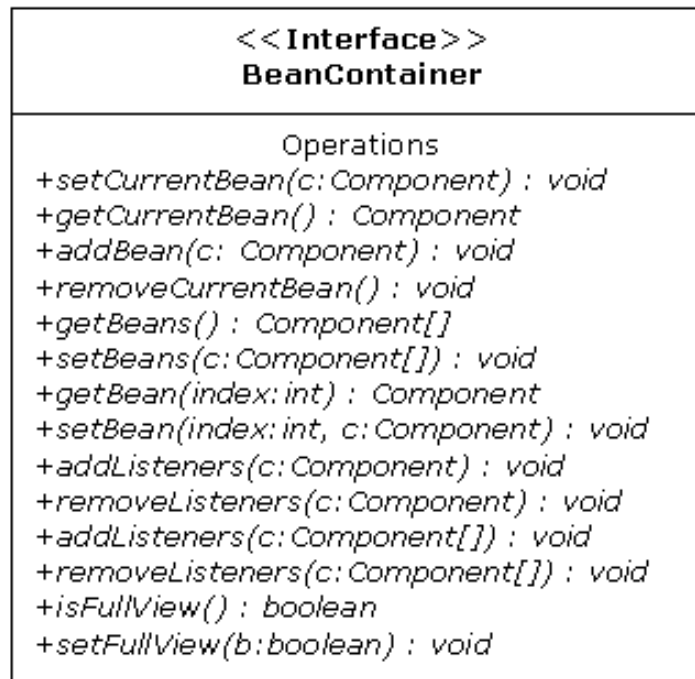 <<Interface>>
BeanContainer
Operations
+setCurrentBean(c:Component) : void
+getCurrentBean() : Component
+addBean(c: Component) : void
+removeCurrentBean() : void
+getBeans() : Component[]
+setBeans(c:Component[]) : void
+getBean(index:int) : Component
+setBean(index:int, c:Component) : void
+addListeners(c:Component) : void
+removeListeners(c:Component) : void
+addListeners(c:Component[]) : void
+removeListeners(c:Component[]) : void
+isFullView() : boolean
+setFullView(b:boolean) : void